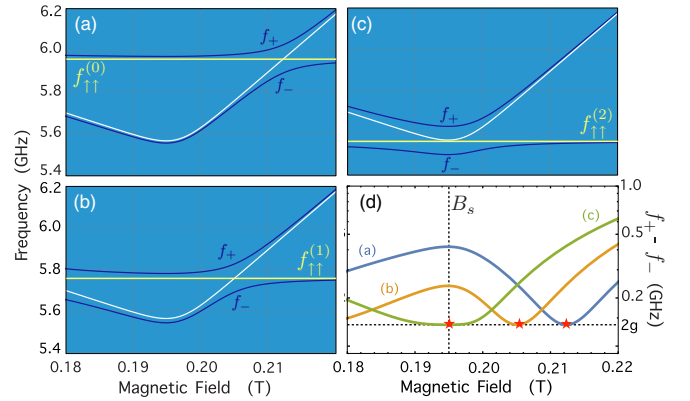 (a)
6.2
6.0
5.8
5.6
5.4
f₊
f₋
f↑↑⁽⁰⁾
(c)
f₊
f₋
f↑↑⁽²⁾
Frequency (GHz)
(b)
6.2
6.0
5.8
5.6
5.4
f₊
f₋
f↑↑⁽¹⁾
0.18
0.19
0.20
0.21
Magnetic Field (T)
(d)
Bₛ
(a)
(b)
(c)
1.0
0.5
0.2
2g
f₊- f₋ (GHz)
0.18
0.19
0.20
0.21
0.22
Magnetic Field (T)